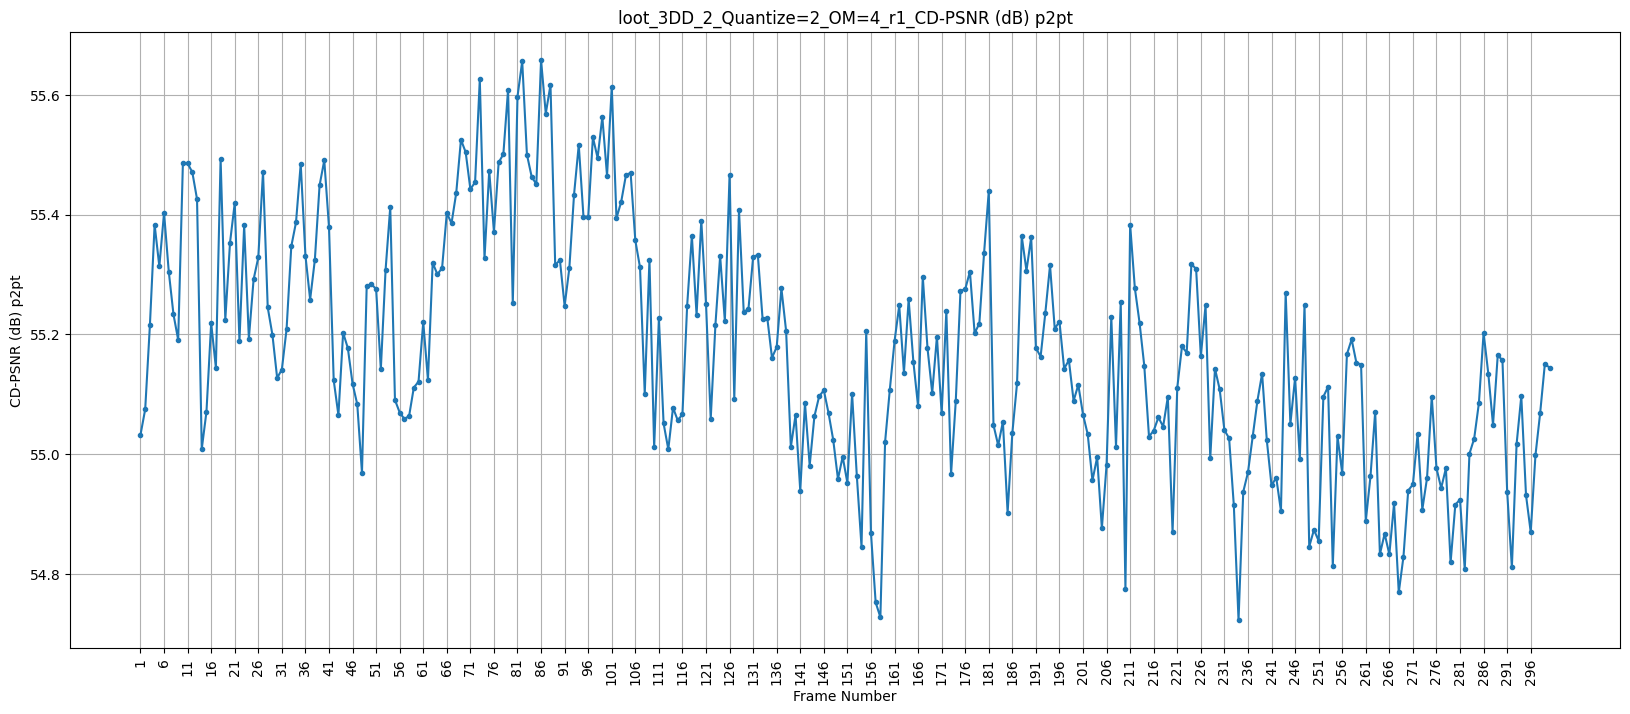 loot_3DD_2_Quantize=2_OM=4_r1_CD-PSNR (dB) p2pt
CD-PSNR (dB) p2pt
55.6
55.4
55.2
55.0
54.8
1 6 11 16 21 26 31 36 41 46 51 56 61 66 71 76 81 86 91 96 101 106 111 116 121 126 131 136 141 146 151 156 161 166 171 176 181 186 191 196 201 206 211 216 221 226 231 236 241 246 251 256 261 266 271 276 281 286 291 296
Frame Number